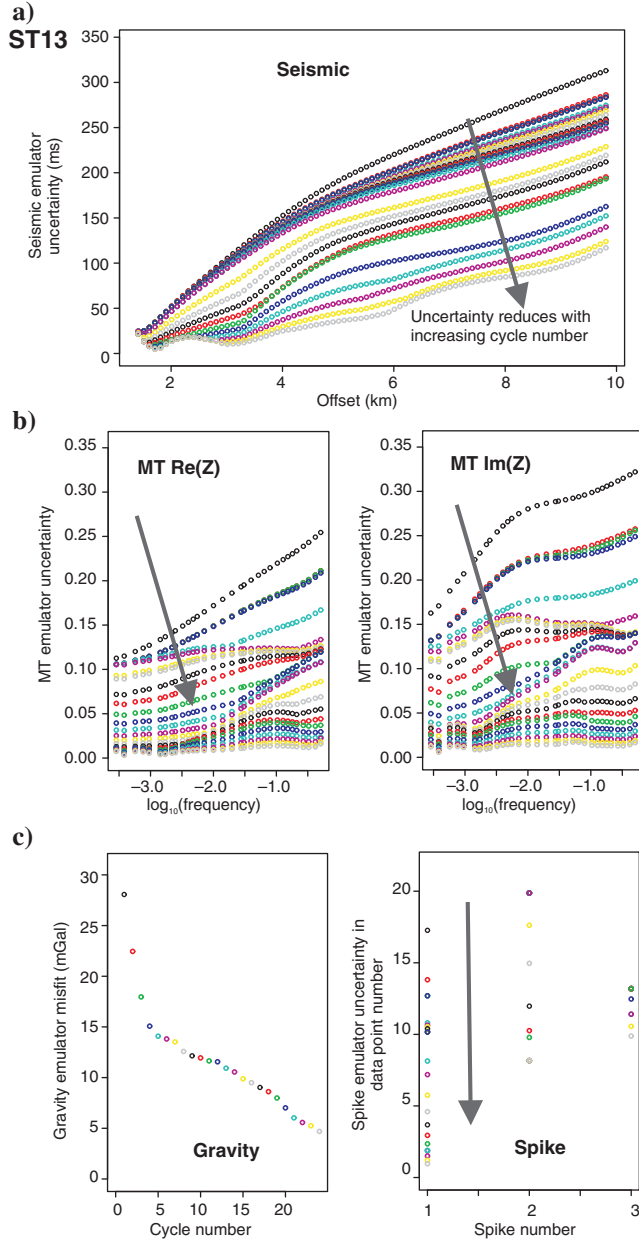 a)
ST13
Seismic
350
300
250
200
150
100
50
0
Seismic emulator
uncertainty (ms)
Uncertainty reduces with
increasing cycle number
2 4 6 8 10
Offset (km)
b)
MT Re(Z)
0.35
0.30
0.25
0.20
0.15
0.10
0.05
0.00
MT emulator uncertainty
−3.0 −2.0 −1.0
log10(frequency)
MT Im(Z)
0.35
0.30
0.25
0.20
0.15
0.10
0.05
0.00
MT emulator uncertainty
−3.0 −2.0 −1.0
log10(frequency)
c)
30
25
20
15
10
5
0
Gravity emulator misfit (mGal)
Gravity
0 5 10 15 20
Cycle number
20
15
10
5
0
Spike emulator uncertainty in
data point number
Spike
1 2 3
Spike number